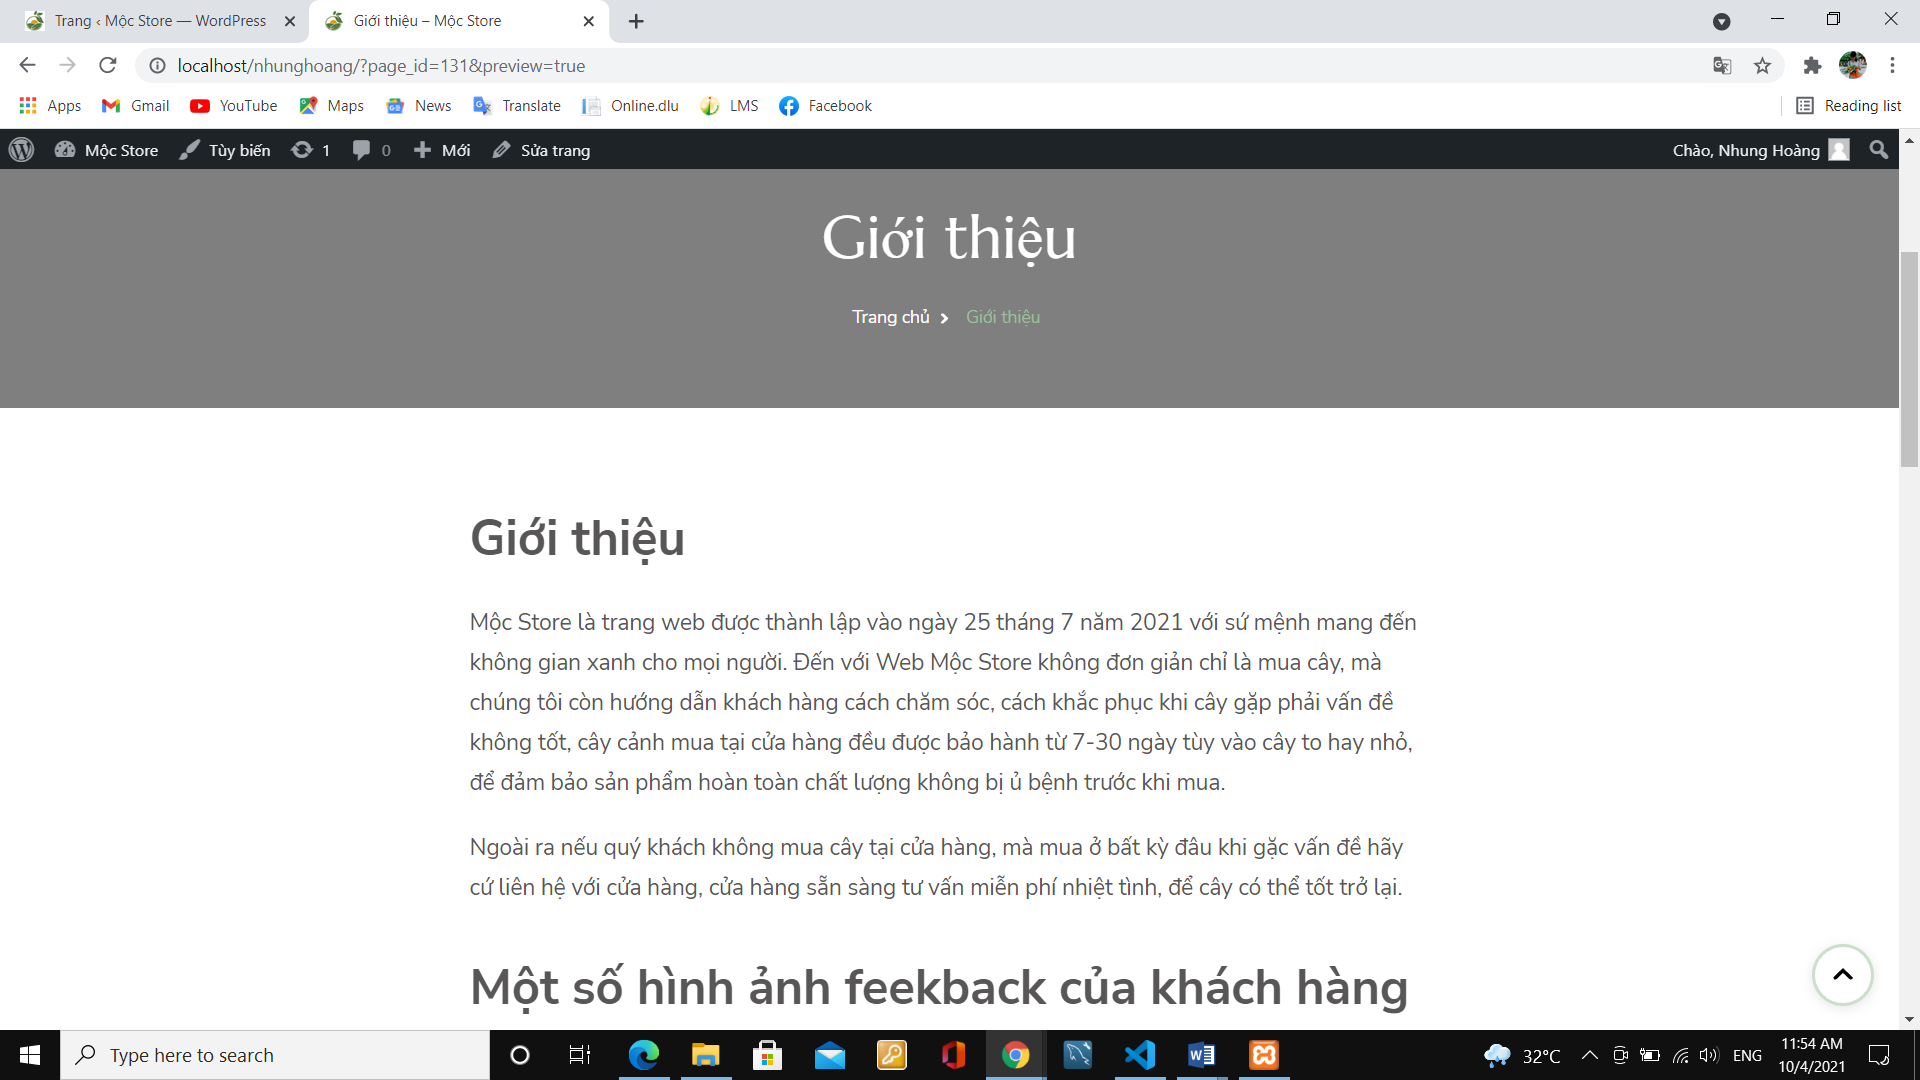 Trang ‹ Mộc Store — WordPress
Giới thiệu – Mộc Store
localhost/nhunghoang/?page_id=131&preview=true
Apps Gmail YouTube Maps News Translate Online.dlu LMS Facebook Reading list
Mộc Store Tùy biến 1 0 Mới Sửa trang Chào, Nhung Hoàng
Giới thiệu
Trang chủ Giới thiệu
Giới thiệu
Mộc Store là trang web được thành lập vào ngày 25 tháng 7 năm 2021 với sứ mệnh mang đến
không gian xanh cho mọi người. Đến với Web Mộc Store không đơn giản chỉ là mua cây, mà
chúng tôi còn hướng dẫn khách hàng cách chăm sóc, cách khắc phục khi cây gặp phải vấn đề
không tốt, cây cảnh mua tại cửa hàng đều được bảo hành từ 7-30 ngày tùy vào cây to hay nhỏ,
để đảm bảo sản phẩm hoàn toàn chất lượng không bị ủ bệnh trước khi mua.
Ngoài ra nếu quý khách không mua cây tại cửa hàng, mà mua ở bất kỳ đâu khi gặc vấn đề hãy
cứ liên hệ với cửa hàng, cửa hàng sẵn sàng tư vấn miễn phí nhiệt tình, để cây có thể tốt trở lại.
Một số hình ảnh feekback của khách hàng
Type here to search
32°C
ENG
11:54 AM
10/4/2021